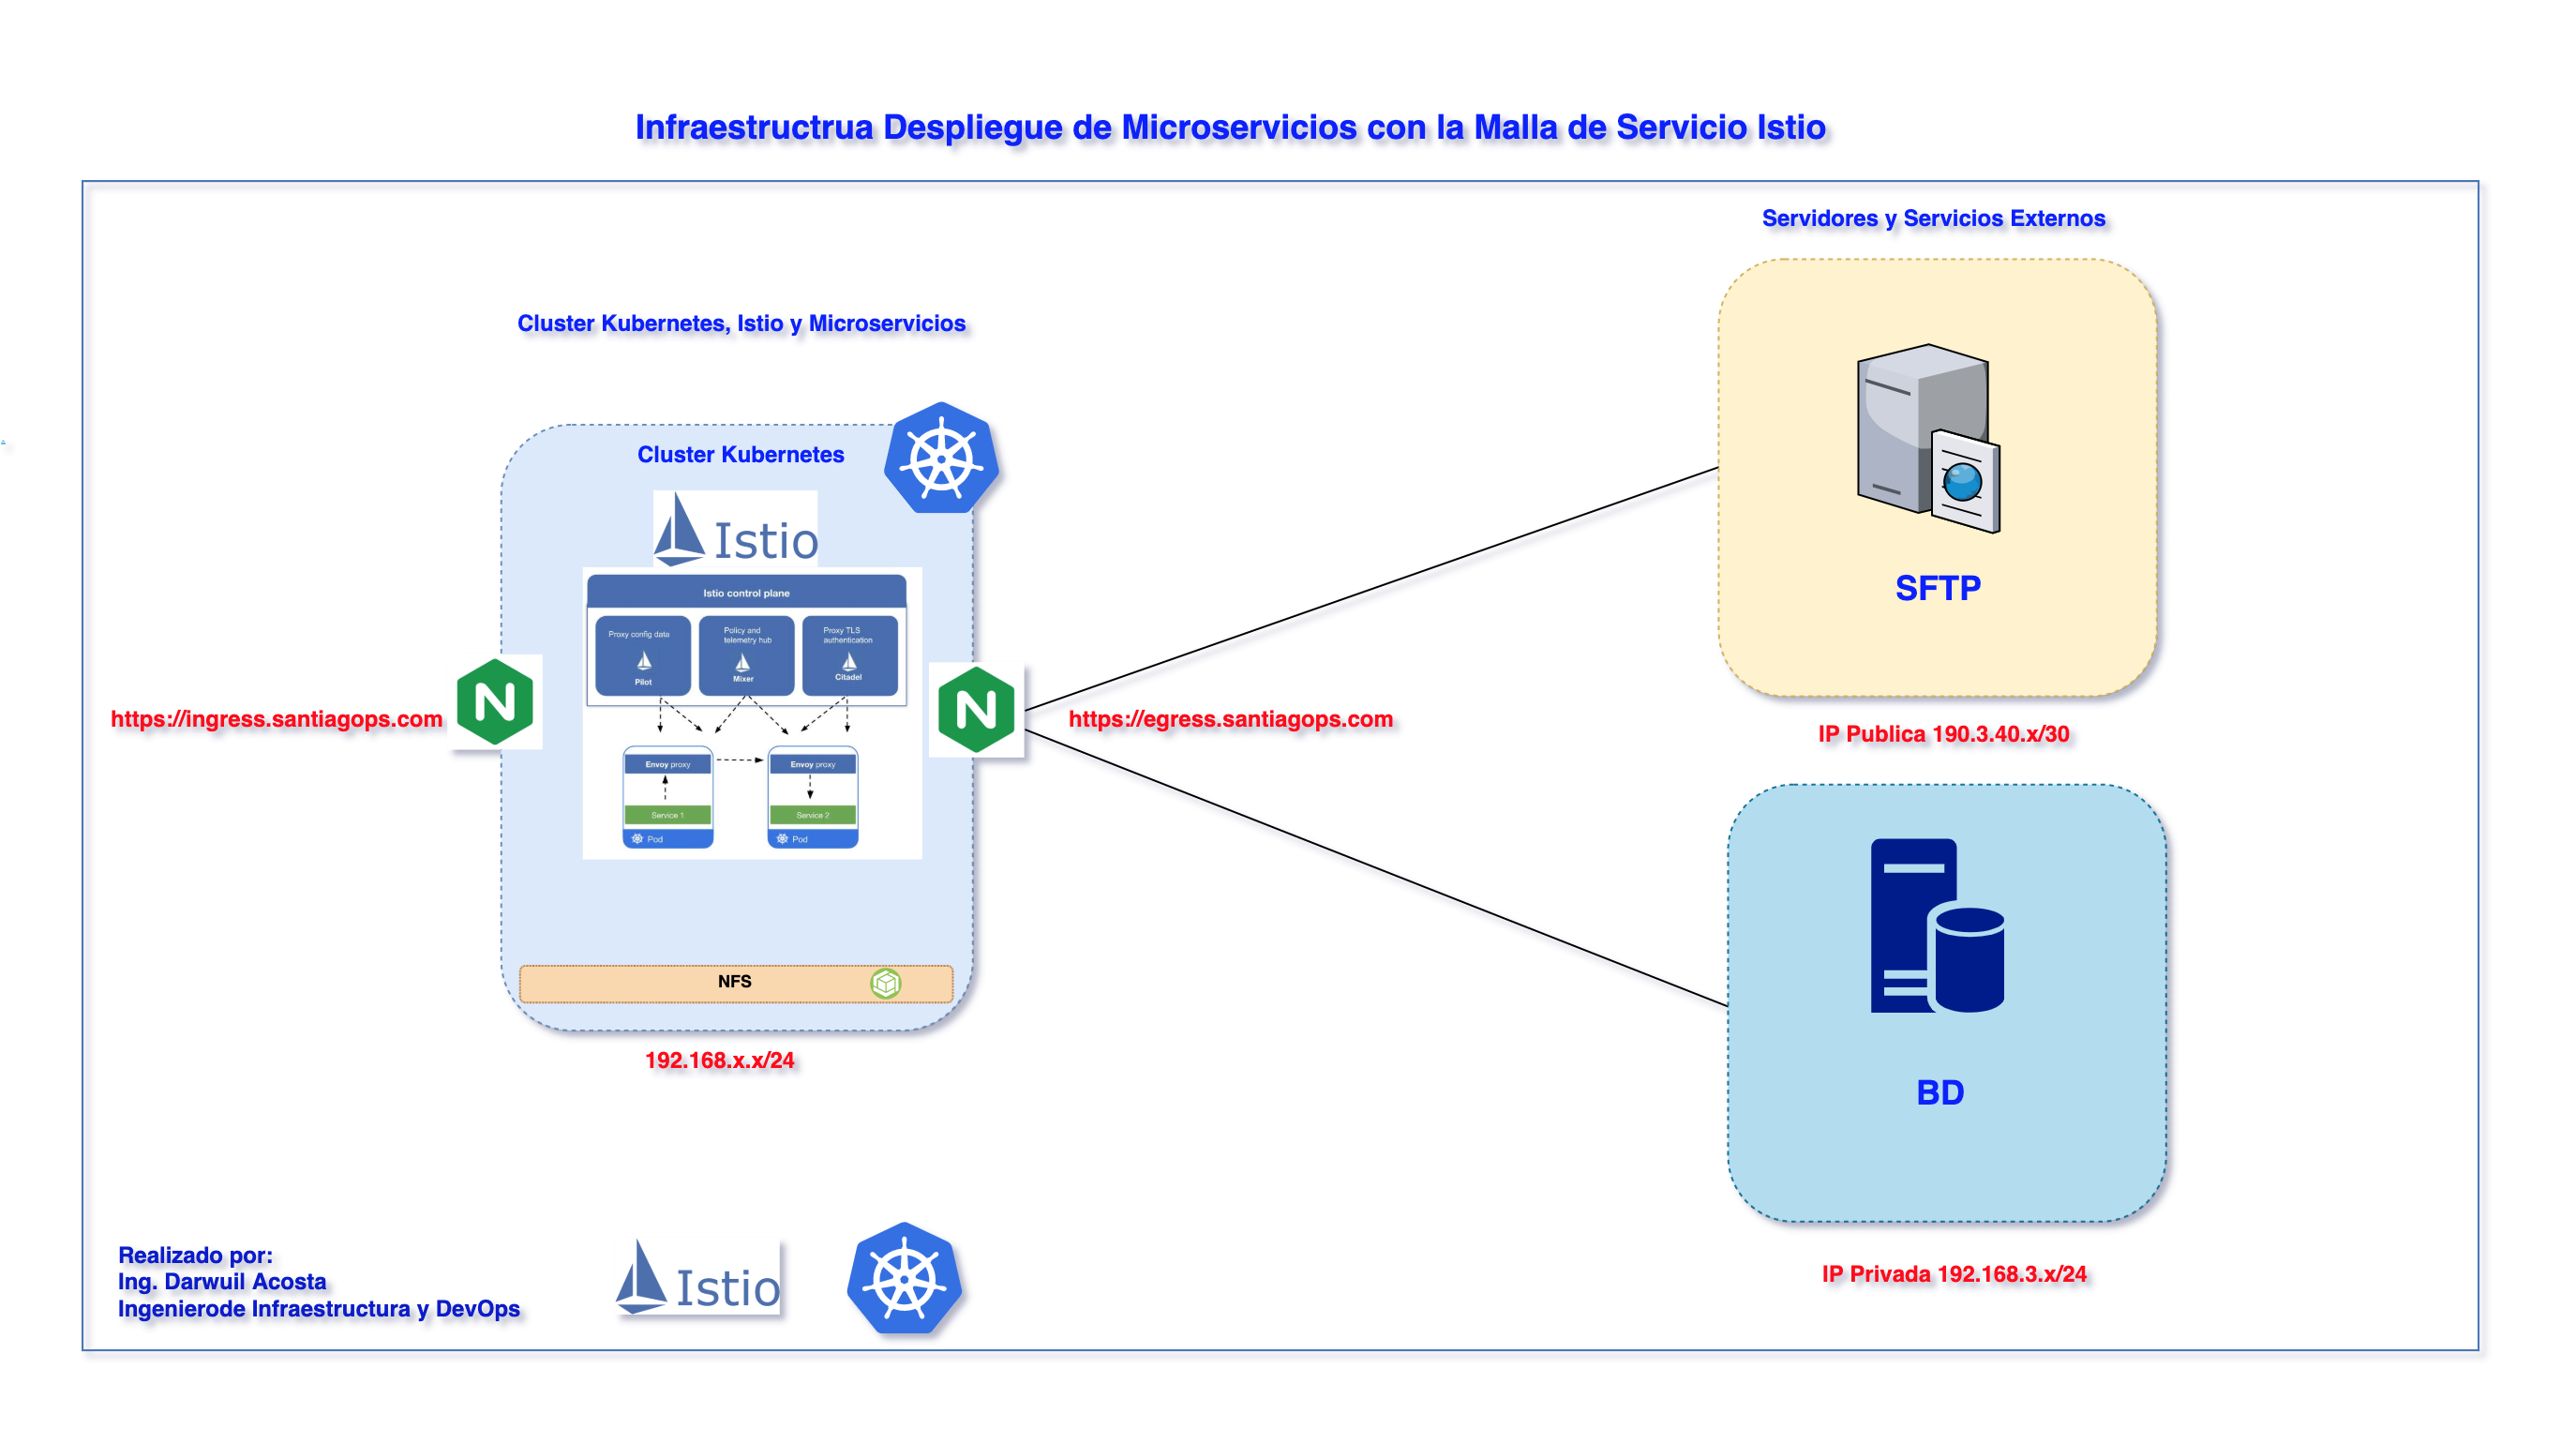 Infraestructrua Despliegue de Microservicios con la Malla de Servicio Istio
Servidores y Servicios Externos
Cluster Kubernetes, Istio y Microservicios
Cluster Kubernetes
Istio
Istio control plane
Proxy config data
Pilot
Policy and
telemetry hub
Mixer
Proxy TLS
authentication
Citadel
Envoy proxy
Service 1
Pod
Envoy proxy
Service 2
Pod
NFS
192.168.x.x/24
N
https://ingress.santiagops.com
N
https://egress.santiagops.com
SFTP
IP Publica 190.3.40.x/30
BD
IP Privada 192.168.3.x/24
Realizado por:
Ing. Darwuil Acosta
Ingenierode Infraestructura y DevOps
Istio